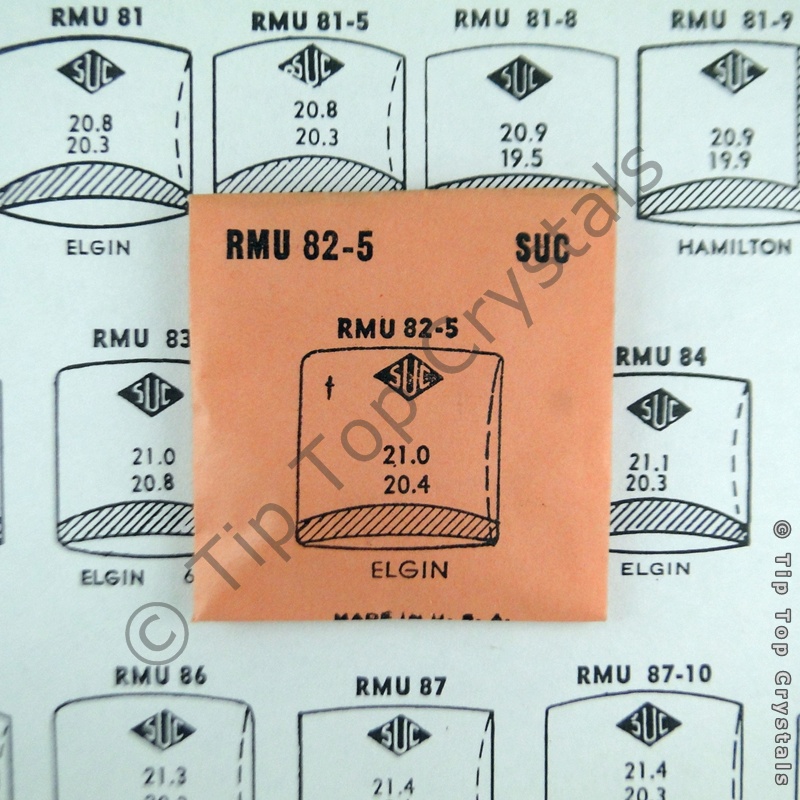 RMU 81
SUC
20.8
20.3
ELGIN
RMU 81-5
SUC
20.8
20.3
RMU 81-8
SUC
20.9
19.5
RMU 81-9
SUC
20.9
19.9
HAMILTON
RMU 82-5 SUC
RMU 82-5
SUC
†
21.0
20.4
ELGIN
MADE IN U.S.A.
RMU 83
SUC
21.0
20.8
ELGIN 6
RMU 84
SUC
21.1
20.3
ELGIN
RMU 86
SUC
21.3
RMU 87
SUC
21.4
RMU 87-10
SUC
21.4
20.3
© Tip Top Crystals
© Tip Top Crystals